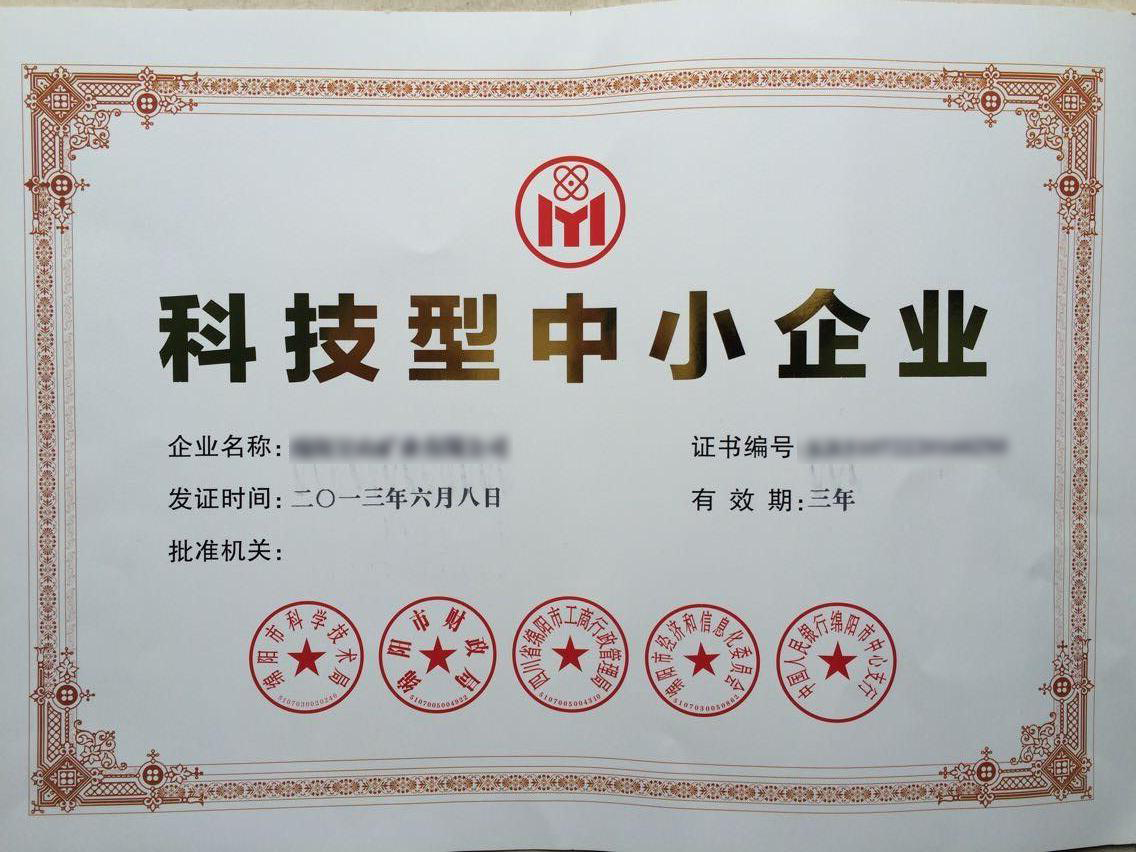 科技型中小企业
企业名称:
证书编号
发证时间:二〇一三年六月八日
有效期:三年
批准机关:
绵阳市科学技术局
5107030020240
绵阳市财政局
5107005004922
四川省绵阳市工商行政管理局
5107005004310
绵阳市经济和信息化委员会
5107030050862
中国人民银行绵阳市中心支行